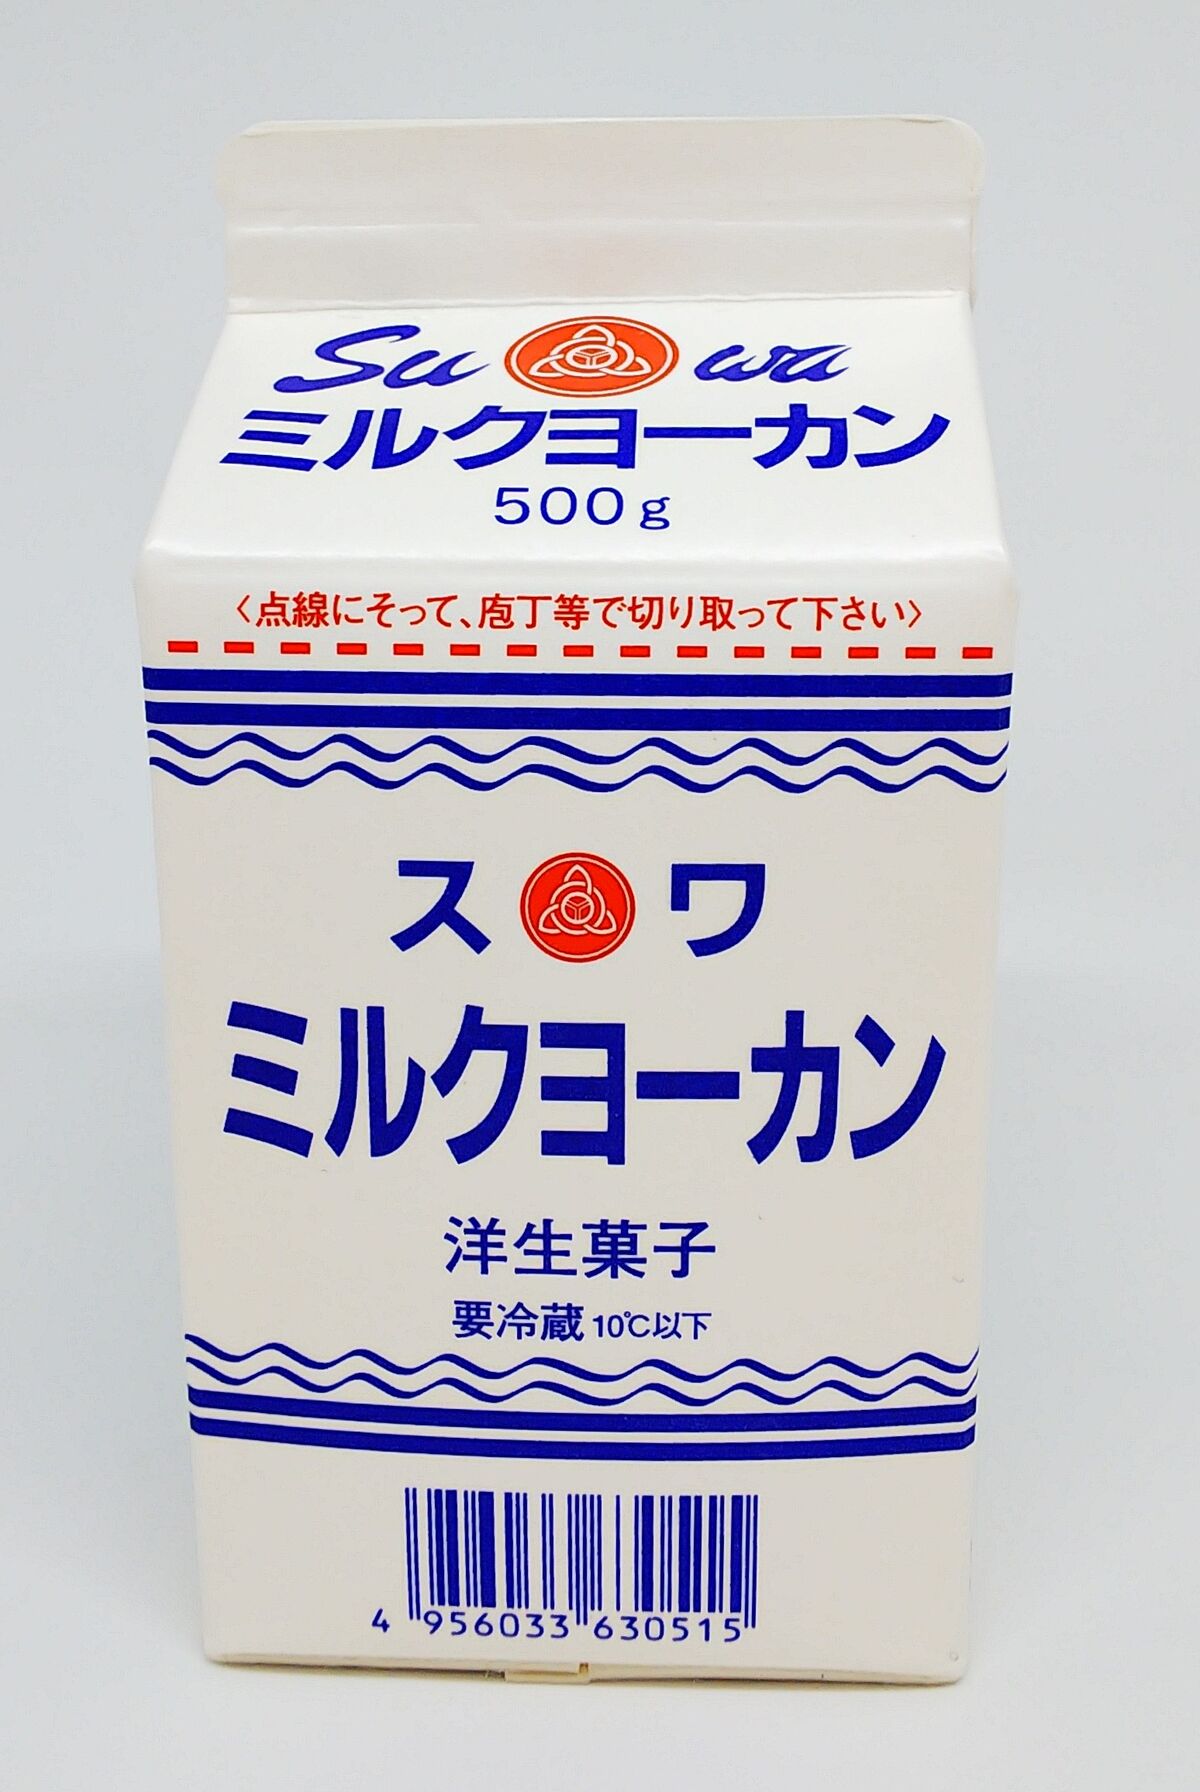 Su wa
ミルクヨーカン
500g
〈点線にそって、庖丁等で切り取って下さい〉
スワ
ミルクヨーカン
洋生菓子
要冷蔵 10℃以下
4 956033 630515